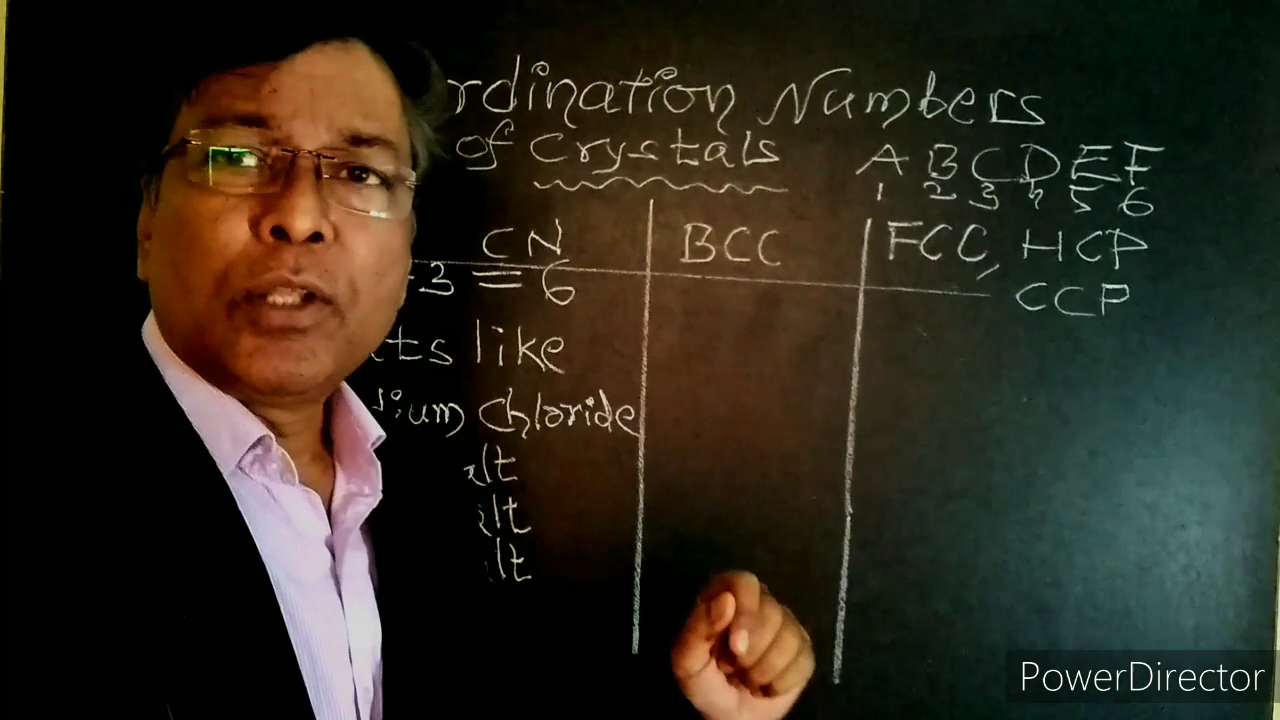 rdination Numbers
of Crystals
A B C D E F
1 2 3 4 5 6
CN BCC FCC, HCP
CCP
3 = 6
ts like
ium Chloride
lt
lt
lt
PowerDirector